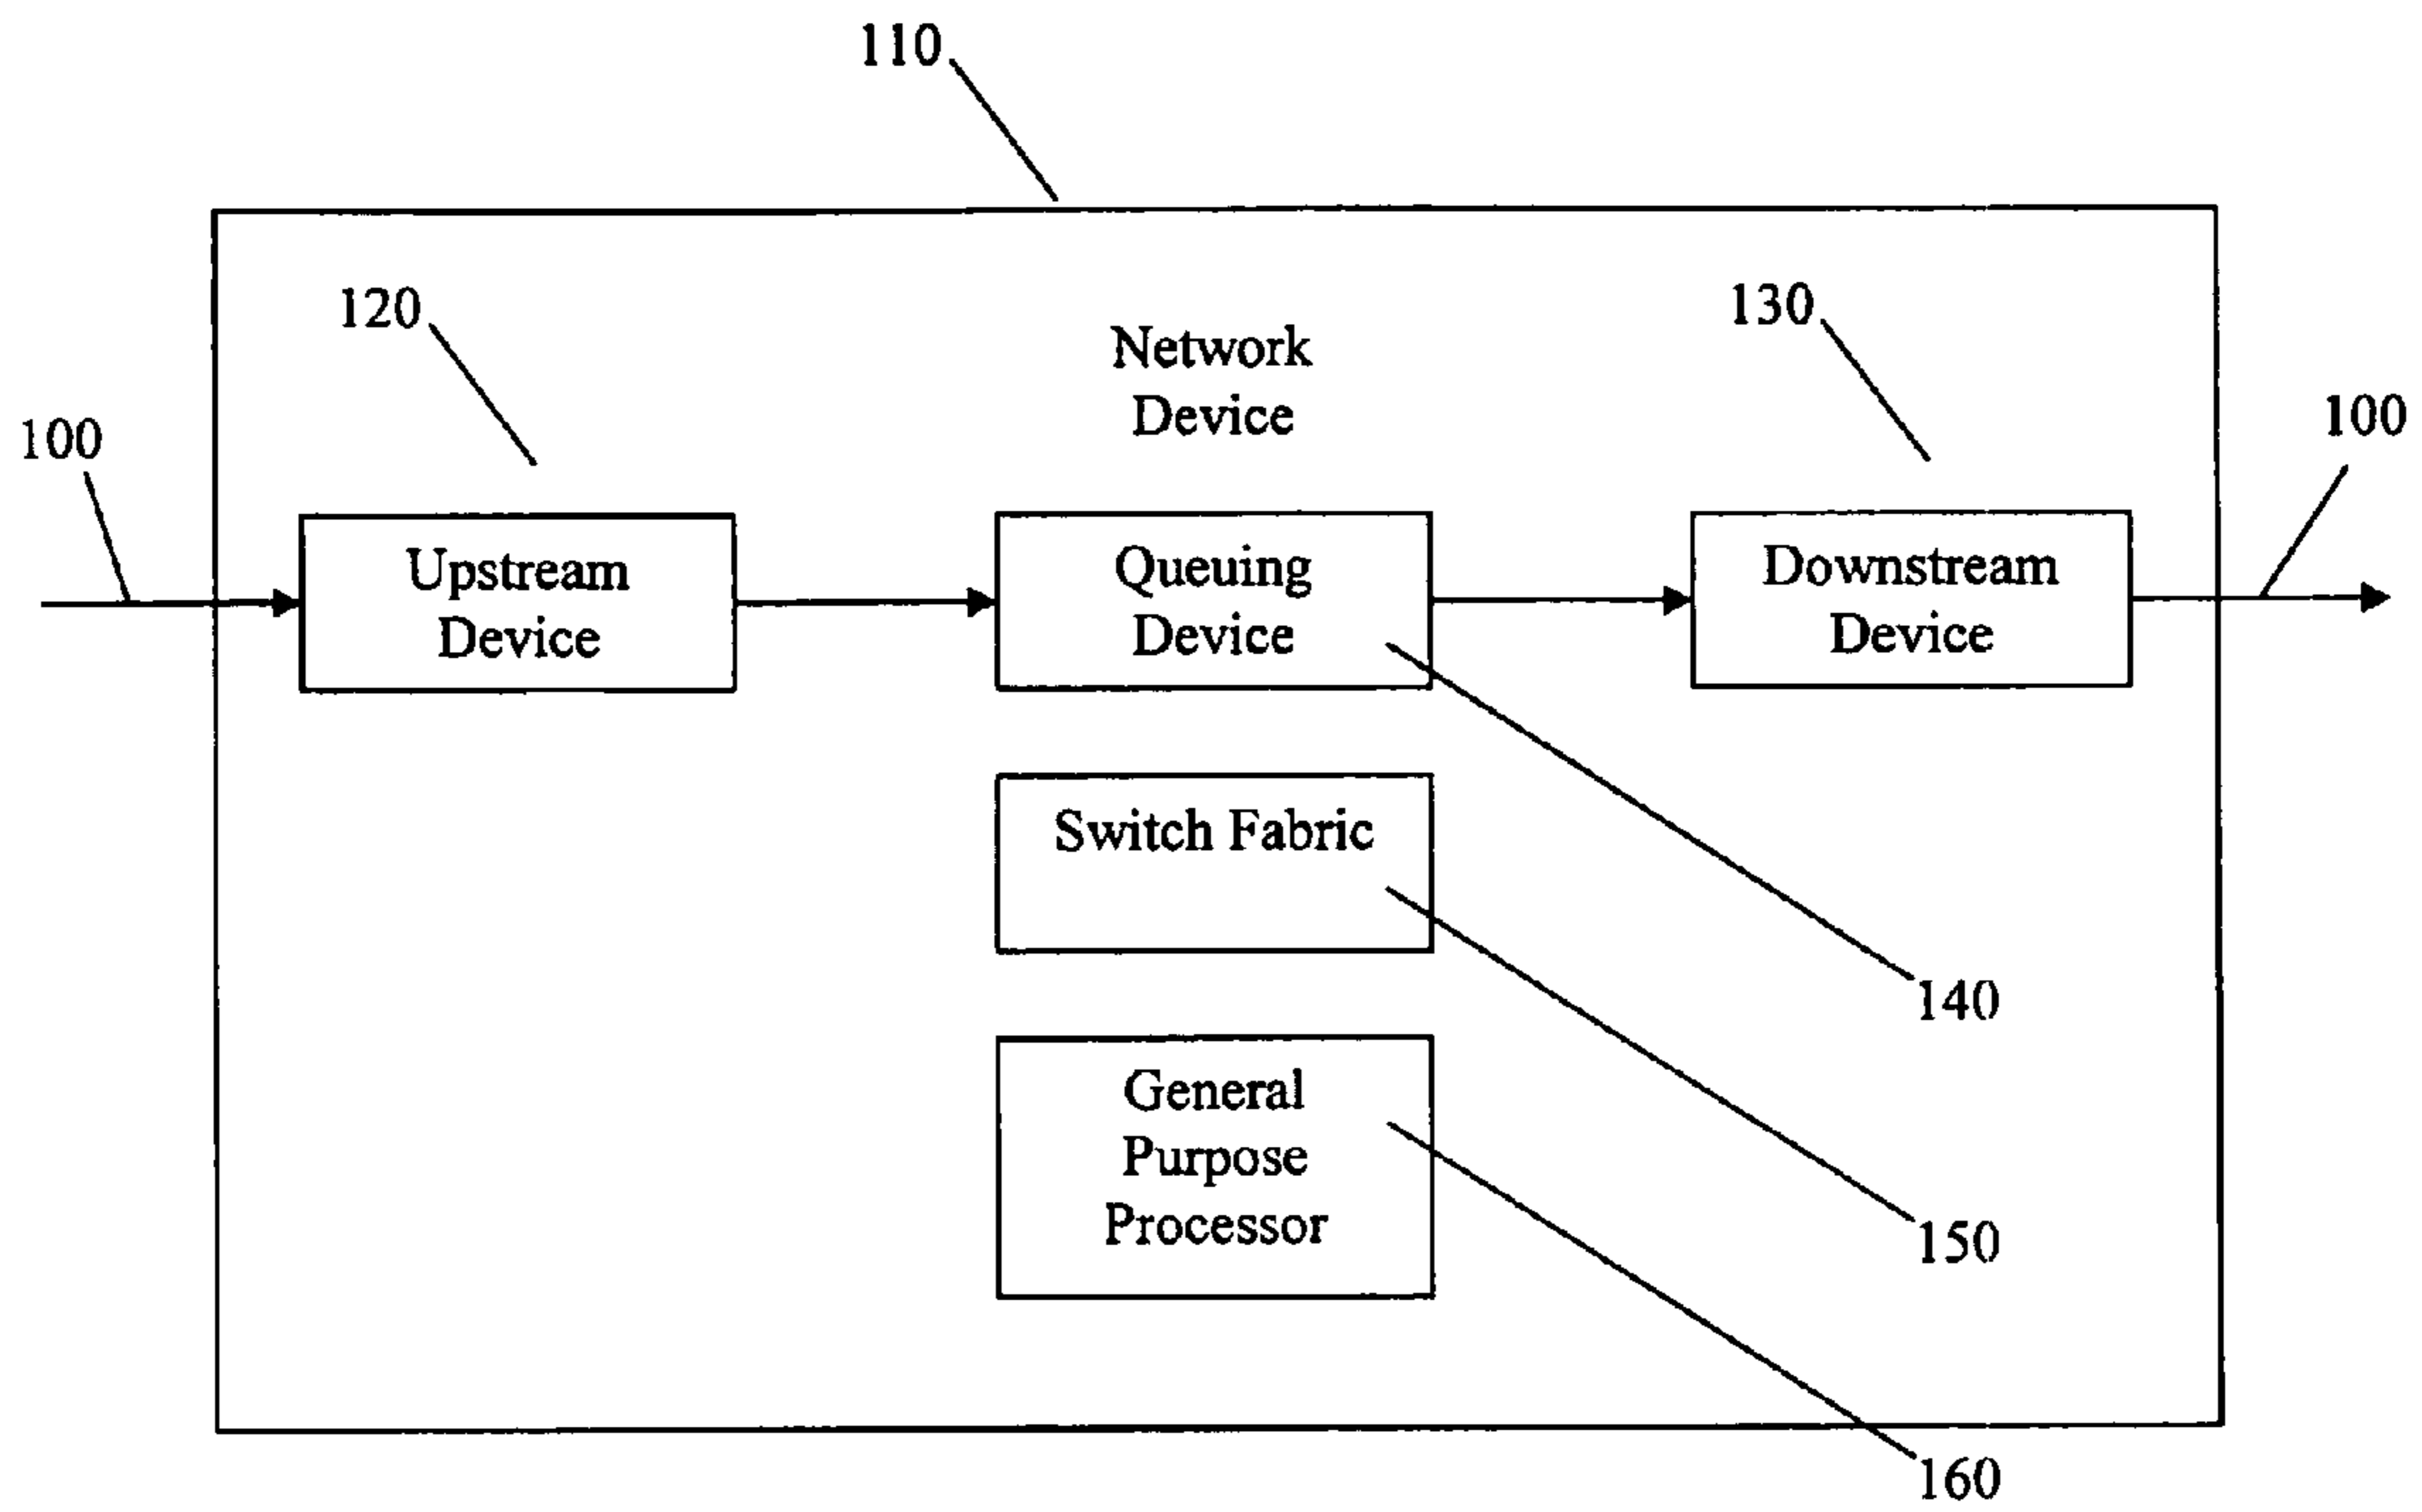 110
120
130
Network
Device
100
100
Upstream
Device
Queuing
Device
Downstream
Device
Switch Fabric
140
General
Purpose
Processor
150
160